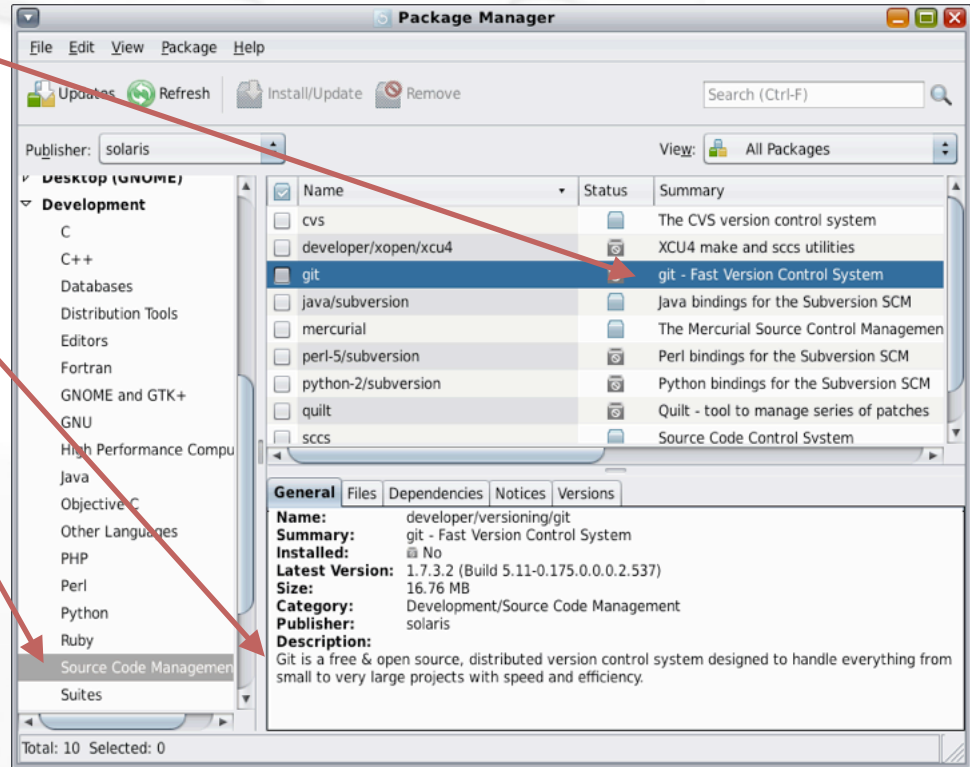 Package Manager
File Edit View Package Help
Updates Refresh Install/Update Remove Search (Ctrl-F)
Publisher: solaris View: All Packages
Desktop (GNOME)
Development
C
C++
Databases
Distribution Tools
Editors
Fortran
GNOME and GTK+
GNU
High Performance Compu
Java
Objective C
Other Languages
PHP
Perl
Python
Ruby
Source Code Managemen
Suites
Name Status Summary
cvs The CVS version control system
developer/xopen/xcu4 XCU4 make and sccs utilities
git git - Fast Version Control System
java/subversion Java bindings for the Subversion SCM
mercurial The Mercurial Source Control Managemen
perl-5/subversion Perl bindings for the Subversion SCM
python-2/subversion Python bindings for the Subversion SCM
quilt Quilt - tool to manage series of patches
sccs Source Code Control System
General Files Dependencies Notices Versions
Name: developer/versioning/git
Summary: git - Fast Version Control System
Installed: No
Latest Version: 1.7.3.2 (Build 5.11-0.175.0.0.0.2.537)
Size: 16.76 MB
Category: Development/Source Code Management
Publisher: solaris
Description:
Git is a free & open source, distributed version control system designed to handle everything from
small to very large projects with speed and efficiency.
Total: 10 Selected: 0